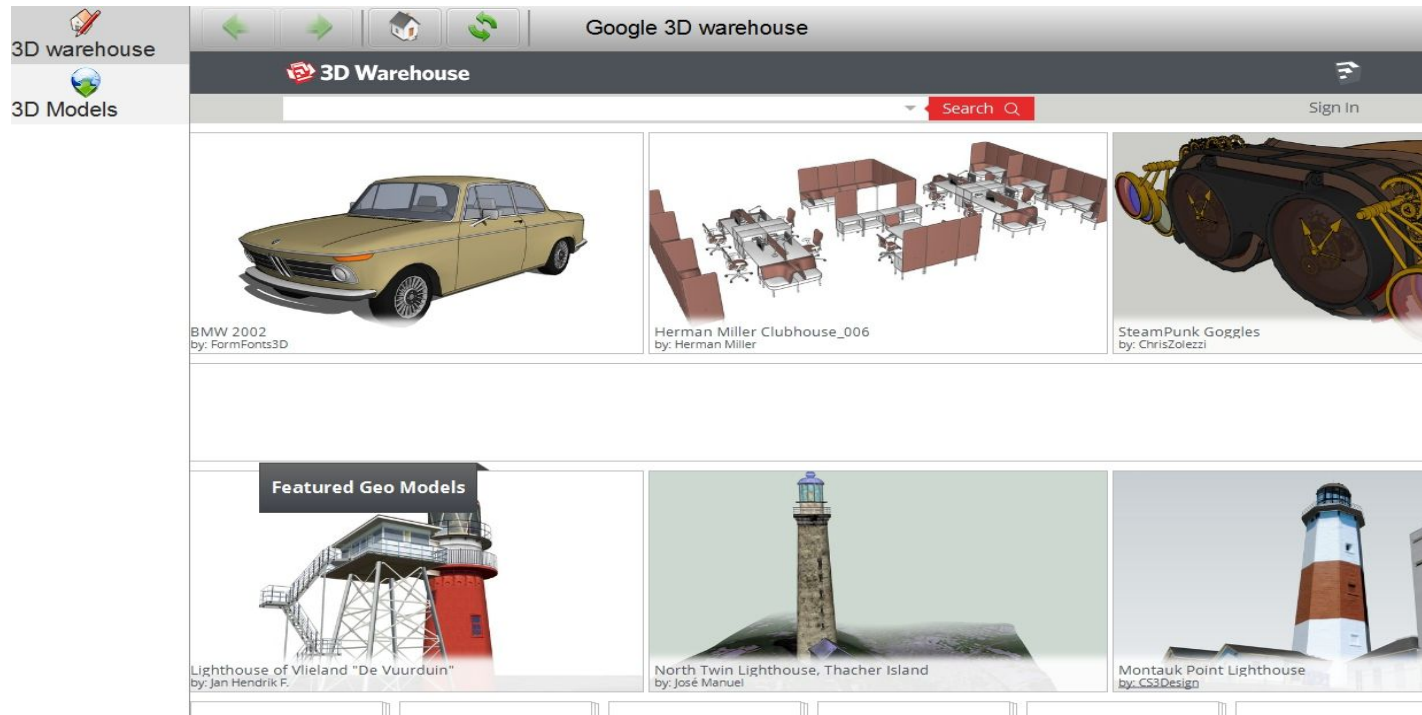 3D warehouse
3D Models
Google 3D warehouse
3D Warehouse
Search
Sign In
BMW 2002
by: FormFonts3D
Herman Miller Clubhouse_006
by: Herman Miller
SteamPunk Goggles
by: ChrisZolezzi
Featured Geo Models
Lighthouse of Vlieland "De Vuurduin"
by: Jan Hendrik F.
North Twin Lighthouse, Thacher Island
by: José Manuel
Montauk Point Lighthouse
by: CS3Design